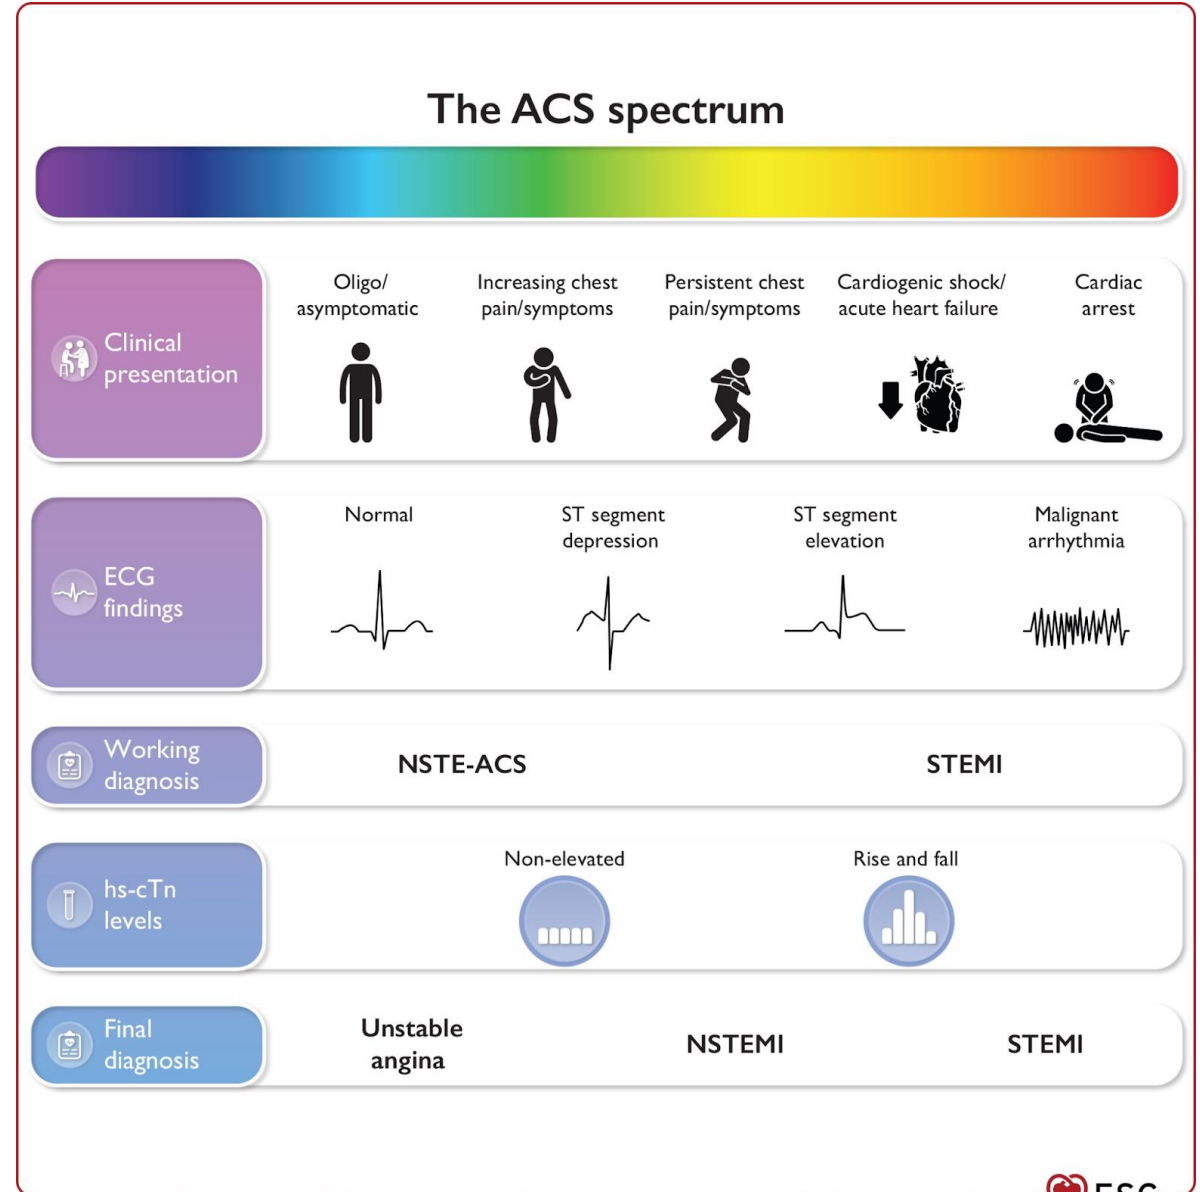 The ACS spectrum
Clinical
presentation
Oligo/
asymptomatic
Increasing chest
pain/symptoms
Persistent chest
pain/symptoms
Cardiogenic shock/
acute heart failure
Cardiac
arrest
ECG
findings
Normal
ST segment
depression
ST segment
elevation
Malignant
arrhythmia
Working
diagnosis
NSTE-ACS
STEMI
hs-cTn
levels
Non-elevated
Rise and fall
Final
diagnosis
Unstable
angina
NSTEMI
STEMI
ESC